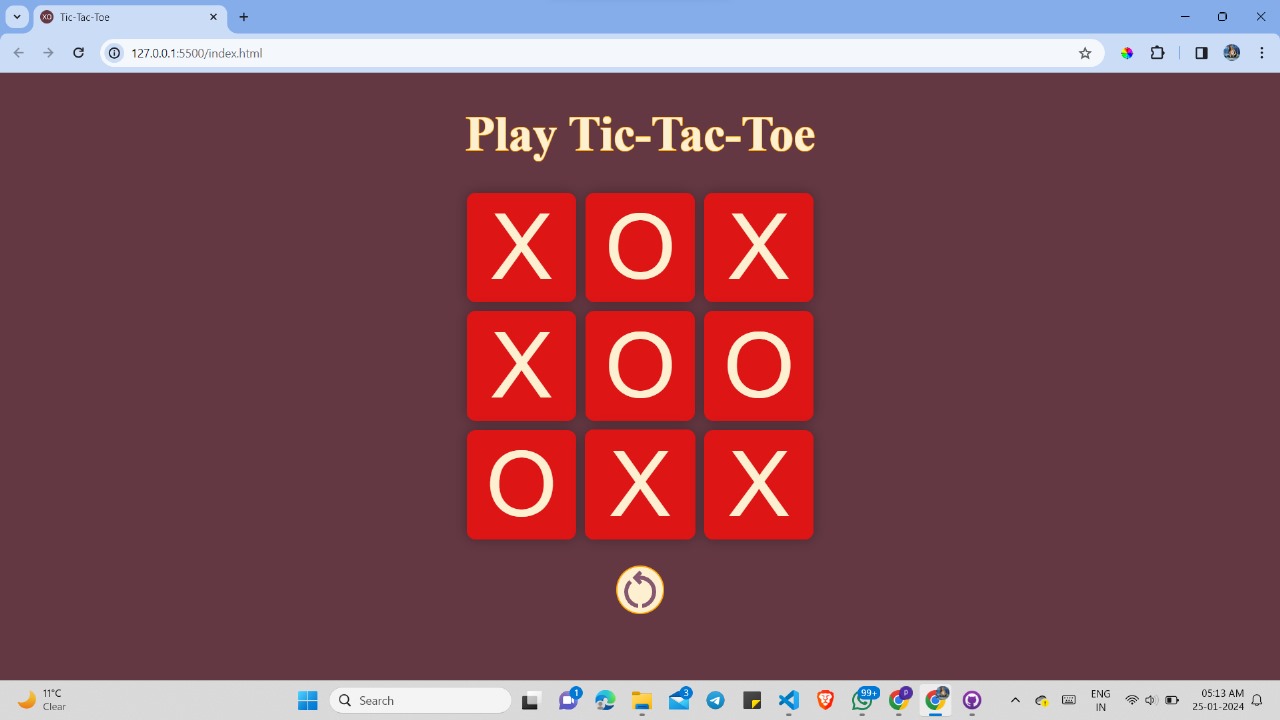 XO Tic-Tac-Toe
127.0.0.1:5500/index.html
Play Tic-Tac-Toe
X O X
X O O
O X X
11°C
Clear
Search
1
3
99+
P
ENG
IN
05:13 AM
25-01-2024